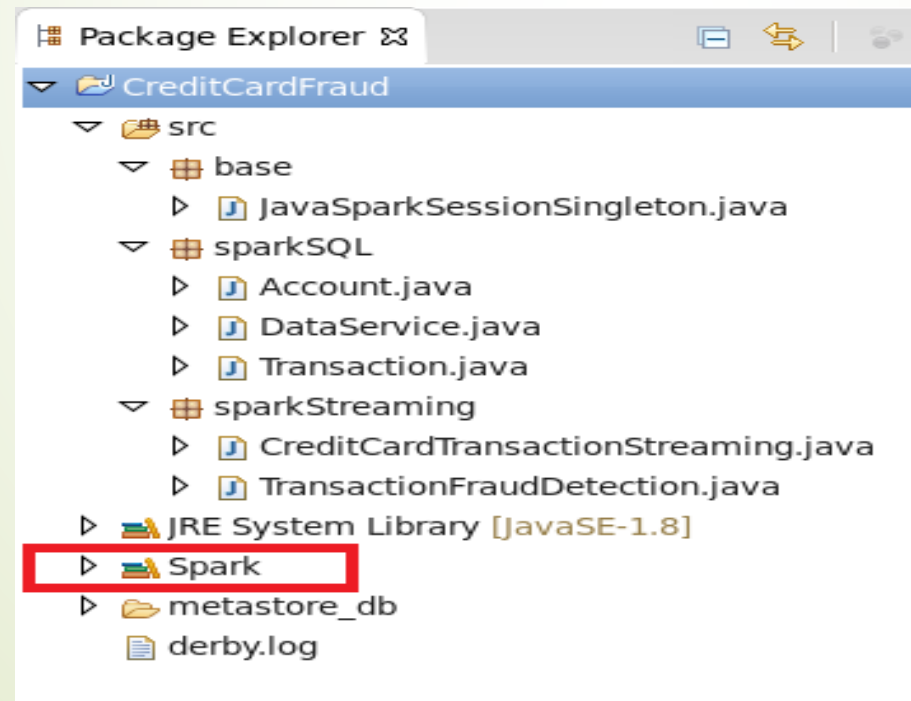 Package Explorer
CreditCardFraud
src
base
JavaSparkSessionSingleton.java
sparkSQL
Account.java
DataService.java
Transaction.java
sparkStreaming
CreditCardTransactionStreaming.java
TransactionFraudDetection.java
JRE System Library [JavaSE-1.8]
Spark
metastore_db
derby.log